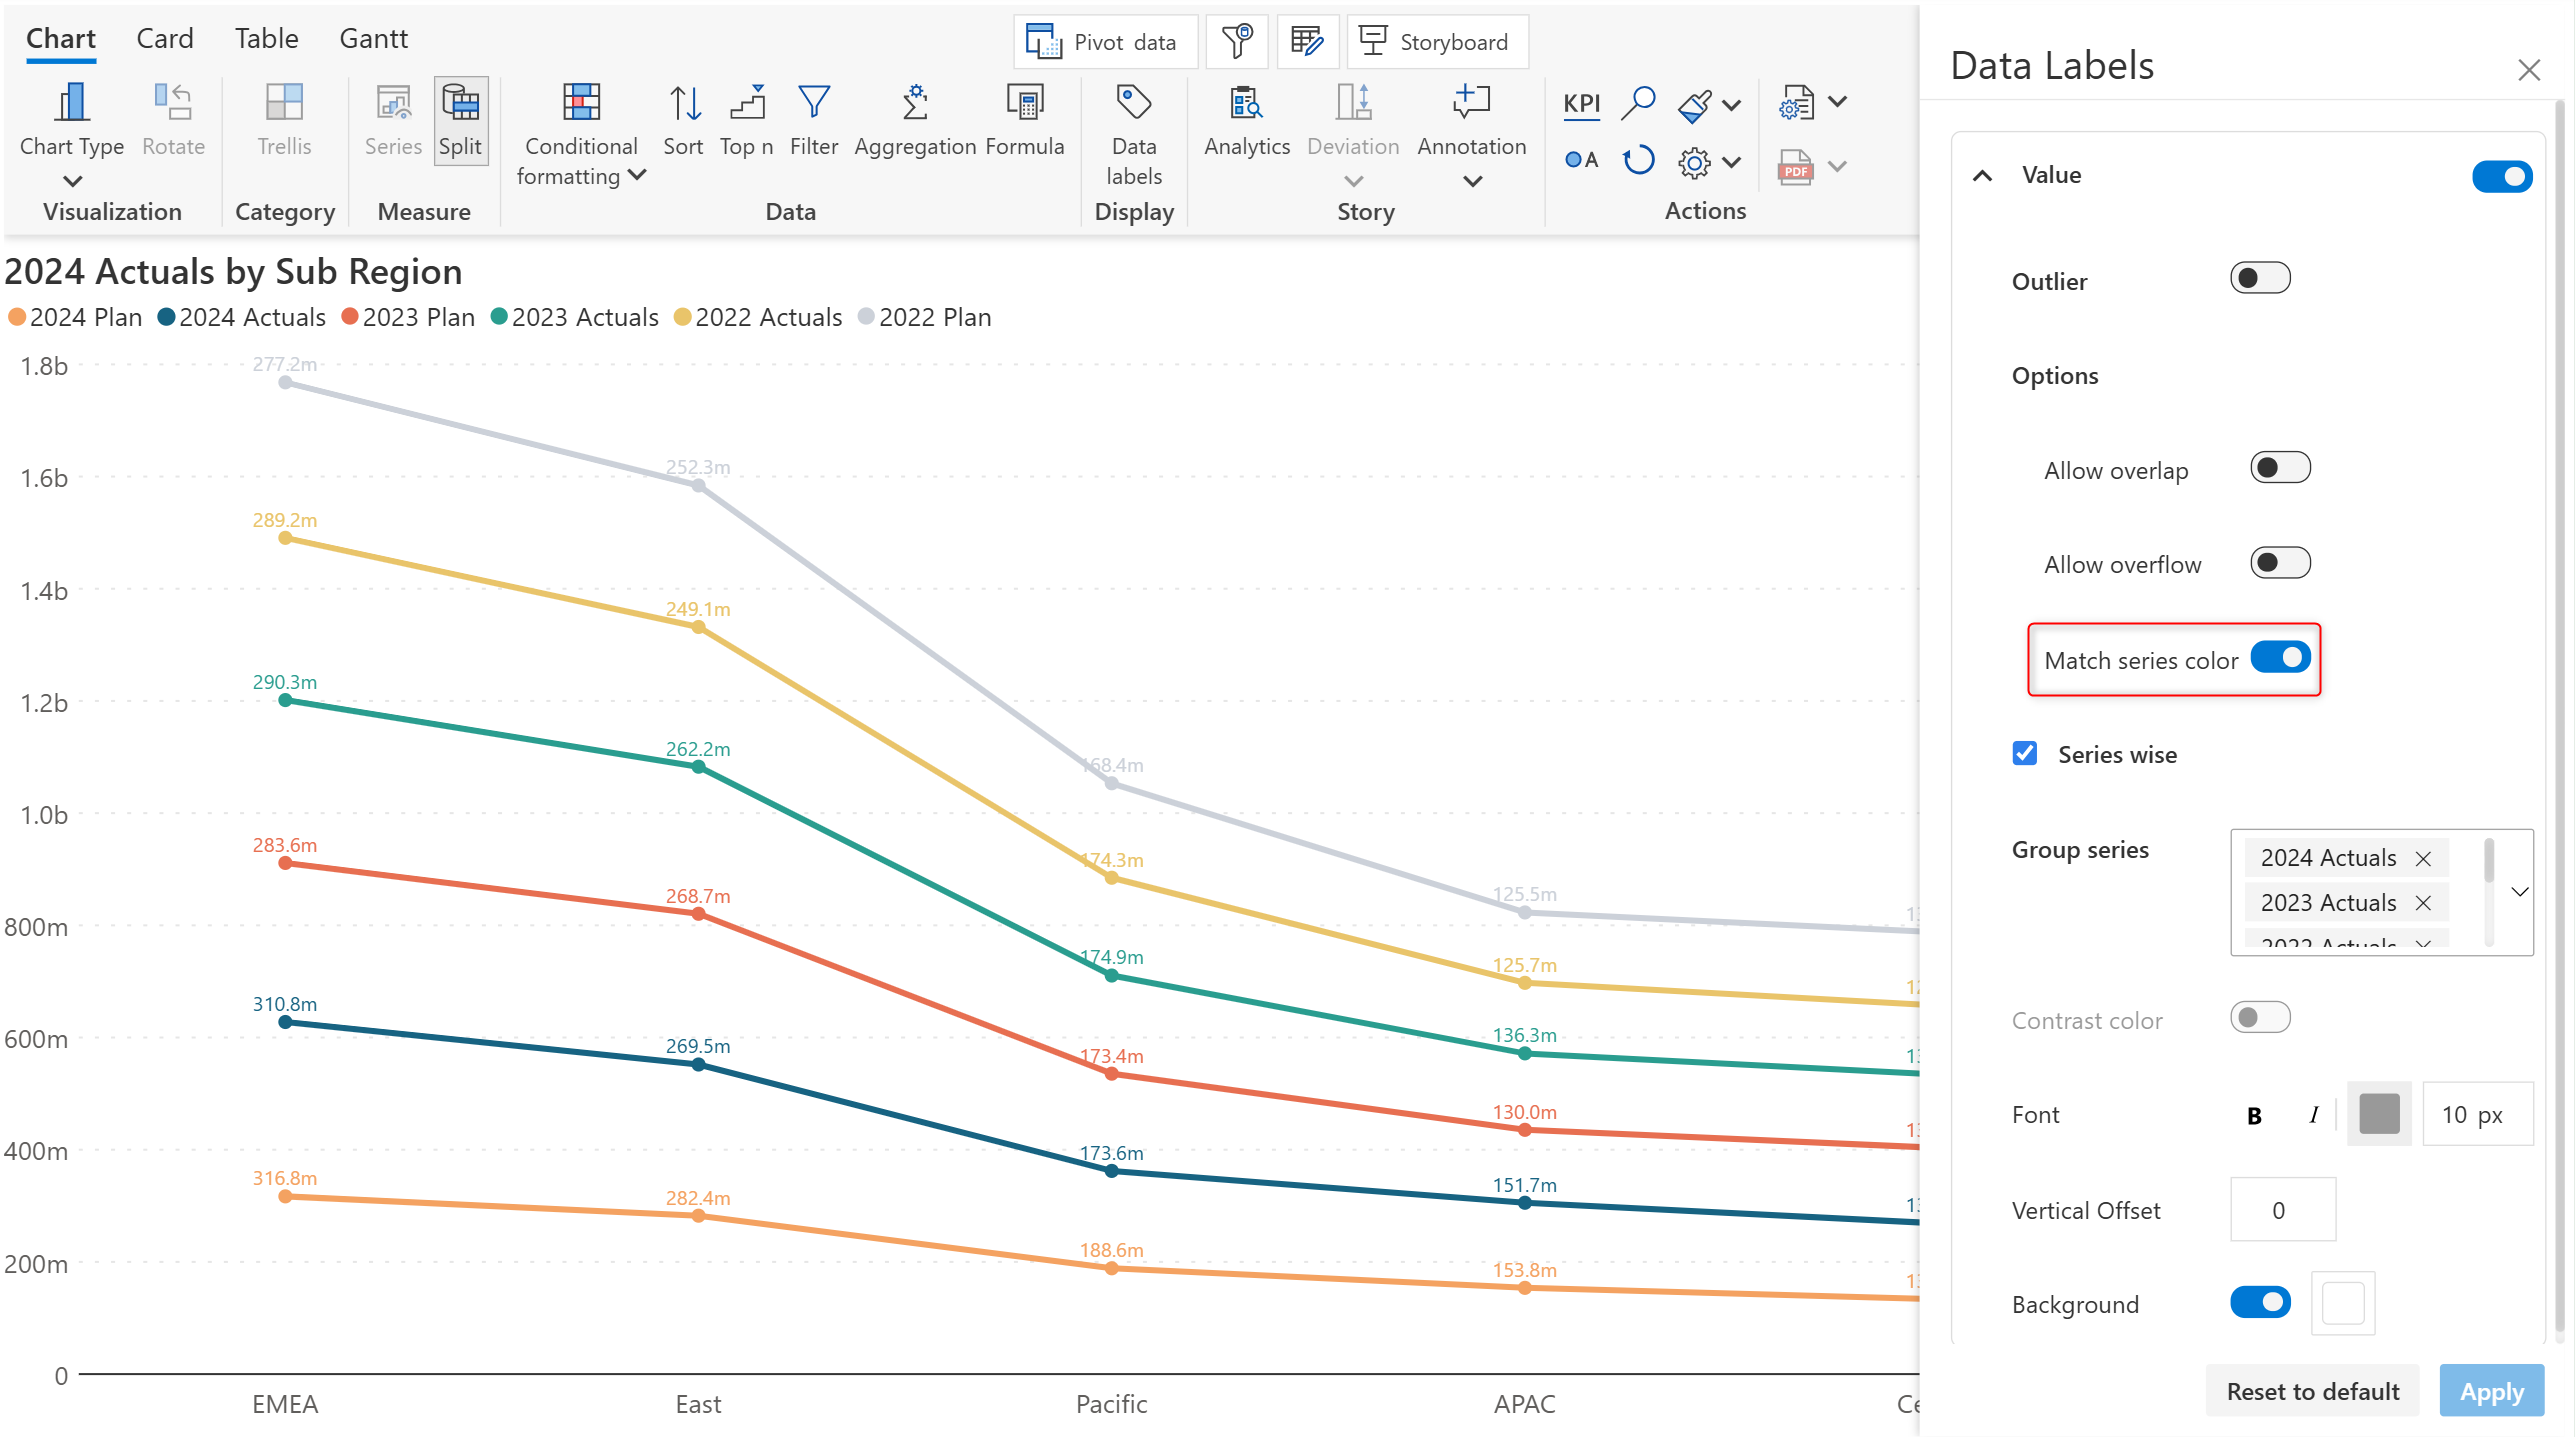 Chart Card Table Gantt
Pivot data
Storyboard
Chart Type
Rotate
Trellis
Series
Split
Conditional
formatting
Sort
Top n
Filter
Aggregation
Formula
Data
labels
Analytics
Deviation
Annotation
KPI
A
PDF
Visualization
Category
Measure
Data
Display
Story
Actions
2024 Actuals by Sub Region
2024 Plan 2024 Actuals 2023 Plan 2023 Actuals 2022 Actuals 2022 Plan
1.8b
1.6b
1.4b
1.2b
1.0b
800m
600m
400m
200m
0
277.2m
252.3m
168.4m
125.5m
289.2m
249.1m
174.3m
125.7m
290.3m
262.2m
174.9m
136.3m
283.6m
268.7m
173.4m
130.0m
310.8m
269.5m
173.6m
151.7m
316.8m
282.4m
188.6m
153.8m
EMEA
East
Pacific
APAC
Data Labels
Value
Outlier
Options
Allow overlap
Allow overflow
Match series color
Series wise
Group series
2024 Actuals
2023 Actuals
2022 Actuals
Contrast color
Font
B I
10 px
Vertical Offset
0
Background
Reset to default
Apply